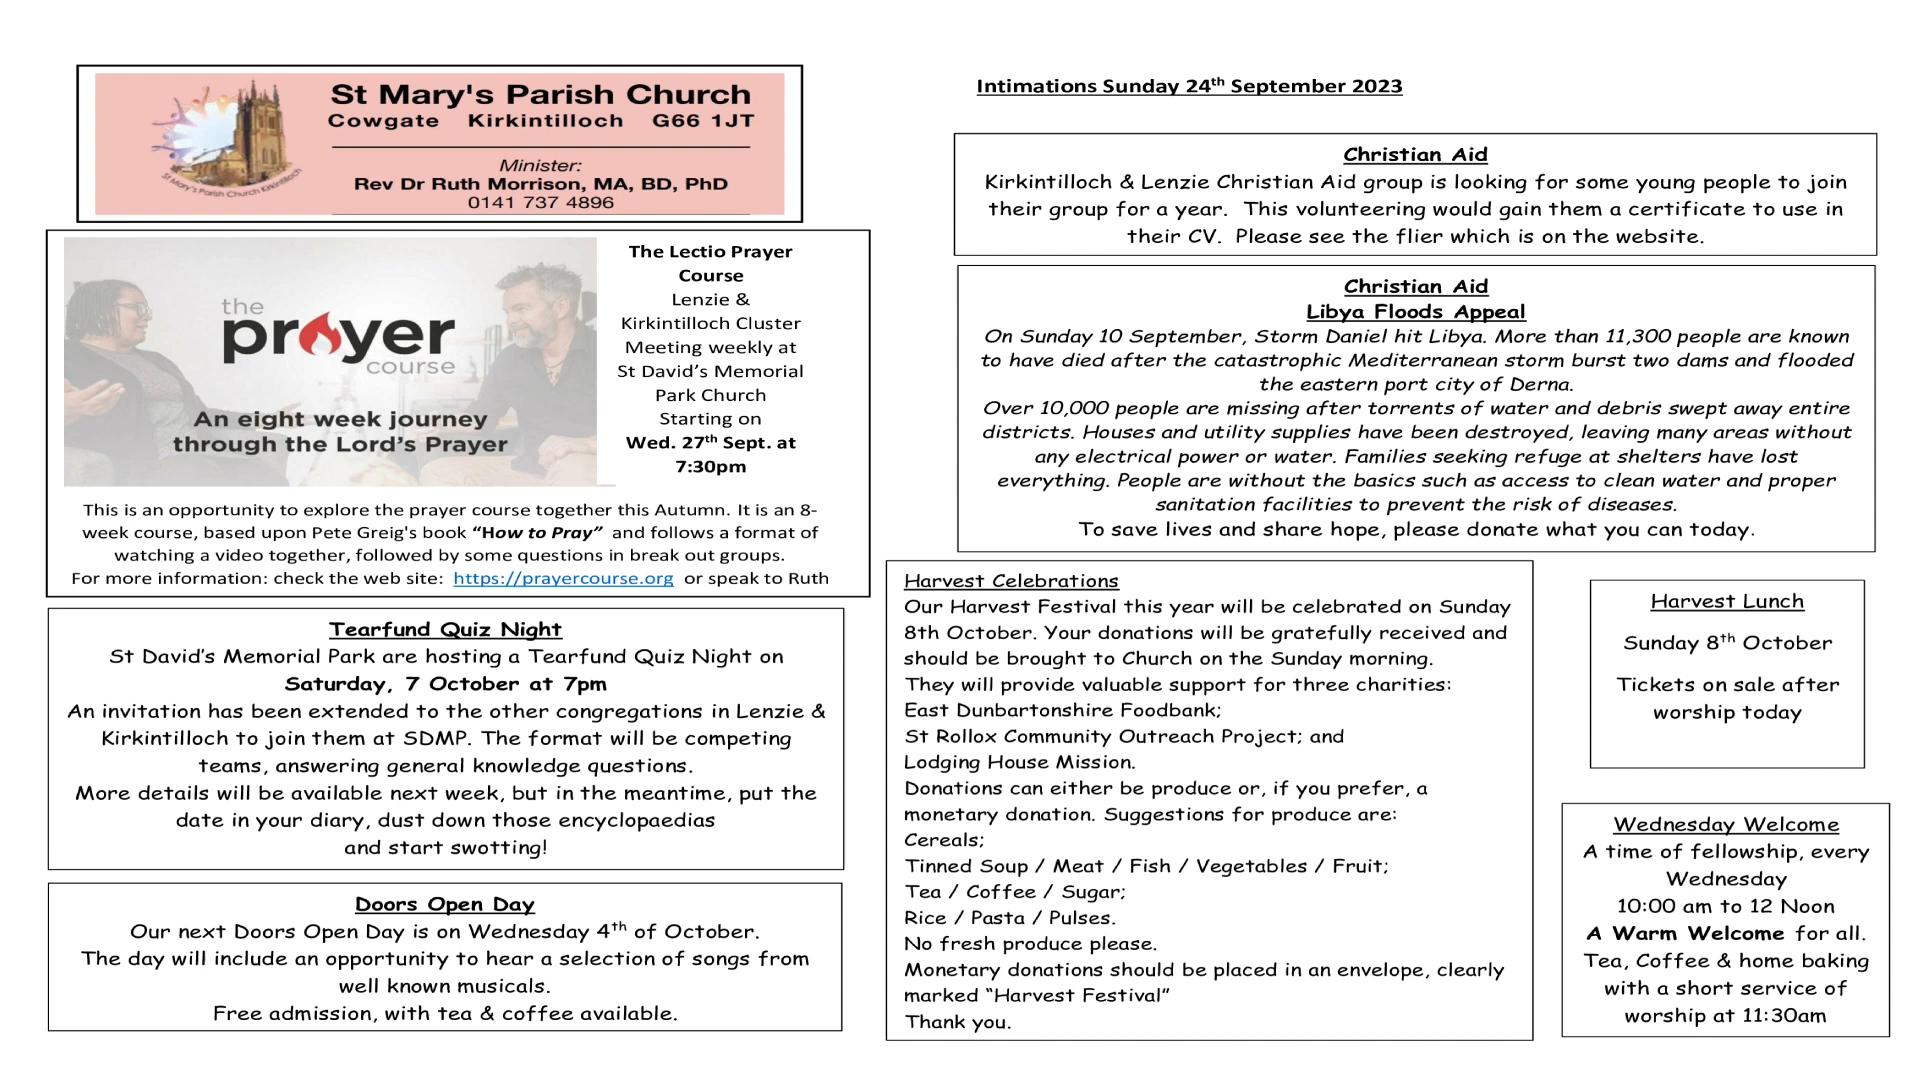 St Mary's Parish Church
Cowgate Kirkintilloch G66 1JT
Minister:
Rev Dr Ruth Morrison, MA, BD, PhD
0141 737 4896
St Mary's Parish Church Kirkintilloch
the
prayer
course
An eight week journey
through the Lord's Prayer
The Lectio Prayer
Course
Lenzie &
Kirkintilloch Cluster
Meeting weekly at
St David's Memorial
Park Church
Starting on
Wed. 27th Sept. at
7:30pm
This is an opportunity to explore the prayer course together this Autumn. It is an 8-
week course, based upon Pete Greig's book “How to Pray” and follows a format of
watching a video together, followed by some questions in break out groups.
For more information: check the web site: https://prayercourse.org or speak to Ruth
Tearfund Quiz Night
St David's Memorial Park are hosting a Tearfund Quiz Night on
Saturday, 7 October at 7pm
An invitation has been extended to the other congregations in Lenzie &
Kirkintilloch to join them at SDMP. The format will be competing
teams, answering general knowledge questions.
More details will be available next week, but in the meantime, put the
date in your diary, dust down those encyclopaedias
and start swotting!
Doors Open Day
Our next Doors Open Day is on Wednesday 4th of October.
The day will include an opportunity to hear a selection of songs from
well known musicals.
Free admission, with tea & coffee available.
Intimations Sunday 24th September 2023
Christian Aid
Kirkintilloch & Lenzie Christian Aid group is looking for some young people to join
their group for a year. This volunteering would gain them a certificate to use in
their CV. Please see the flier which is on the website.
Christian Aid
Libya Floods Appeal
On Sunday 10 September, Storm Daniel hit Libya. More than 11,300 people are known
to have died after the catastrophic Mediterranean storm burst two dams and flooded
the eastern port city of Derna.
Over 10,000 people are missing after torrents of water and debris swept away entire
districts. Houses and utility supplies have been destroyed, leaving many areas without
any electrical power or water. Families seeking refuge at shelters have lost
everything. People are without the basics such as access to clean water and proper
sanitation facilities to prevent the risk of diseases.
To save lives and share hope, please donate what you can today.
Harvest Celebrations
Our Harvest Festival this year will be celebrated on Sunday
8th October. Your donations will be gratefully received and
should be brought to Church on the Sunday morning.
They will provide valuable support for three charities:
East Dunbartonshire Foodbank;
St Rollox Community Outreach Project; and
Lodging House Mission.
Donations can either be produce or, if you prefer, a
monetary donation. Suggestions for produce are:
Cereals;
Tinned Soup / Meat / Fish / Vegetables / Fruit;
Tea / Coffee / Sugar;
Rice / Pasta / Pulses.
No fresh produce please.
Monetary donations should be placed in an envelope, clearly
marked “Harvest Festival”
Thank you.
Harvest Lunch
Sunday 8th October
Tickets on sale after
worship today
Wednesday Welcome
A time of fellowship, every
Wednesday
10:00 am to 12 Noon
A Warm Welcome for all.
Tea, Coffee & home baking
with a short service of
worship at 11:30am